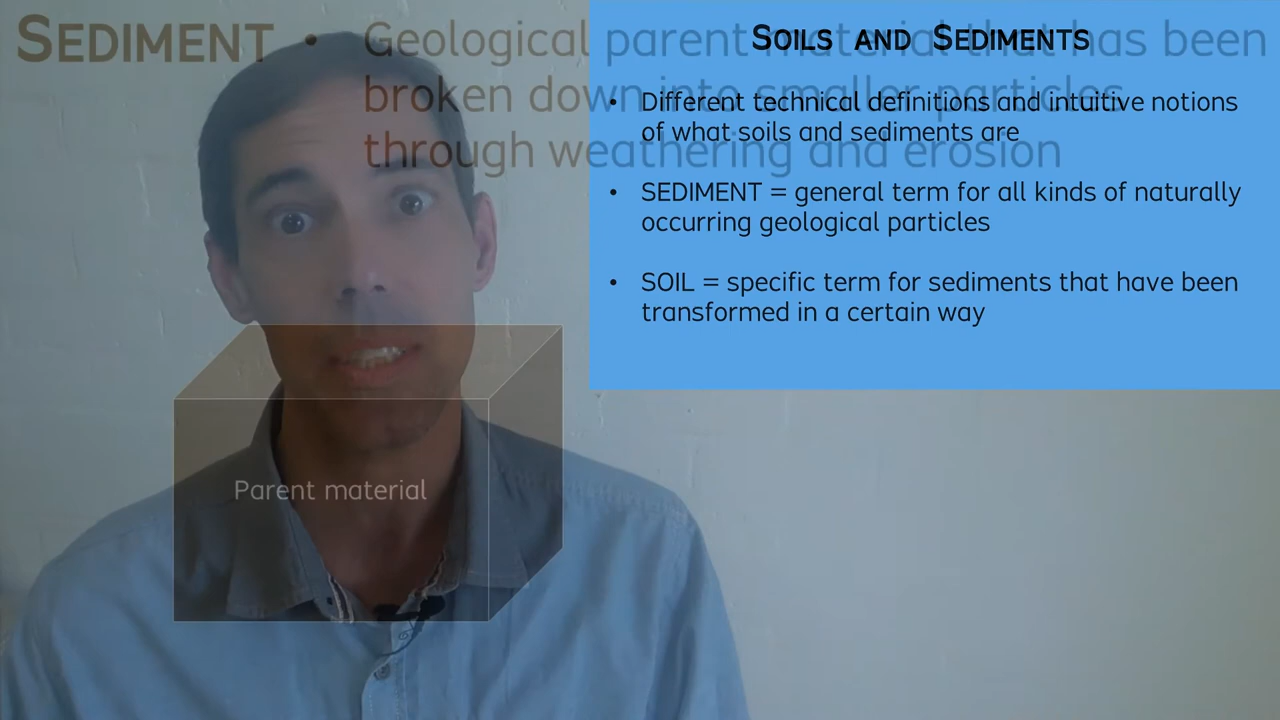 SEDIMENT • Geological parent material that has been
broken down into smaller particles
through weathering and erosion
SOILS AND SEDIMENTS
• Different technical definitions and intuitive notions
of what soils and sediments are
• SEDIMENT = general term for all kinds of naturally
occurring geological particles
• SOIL = specific term for sediments that have been
transformed in a certain way
Parent material